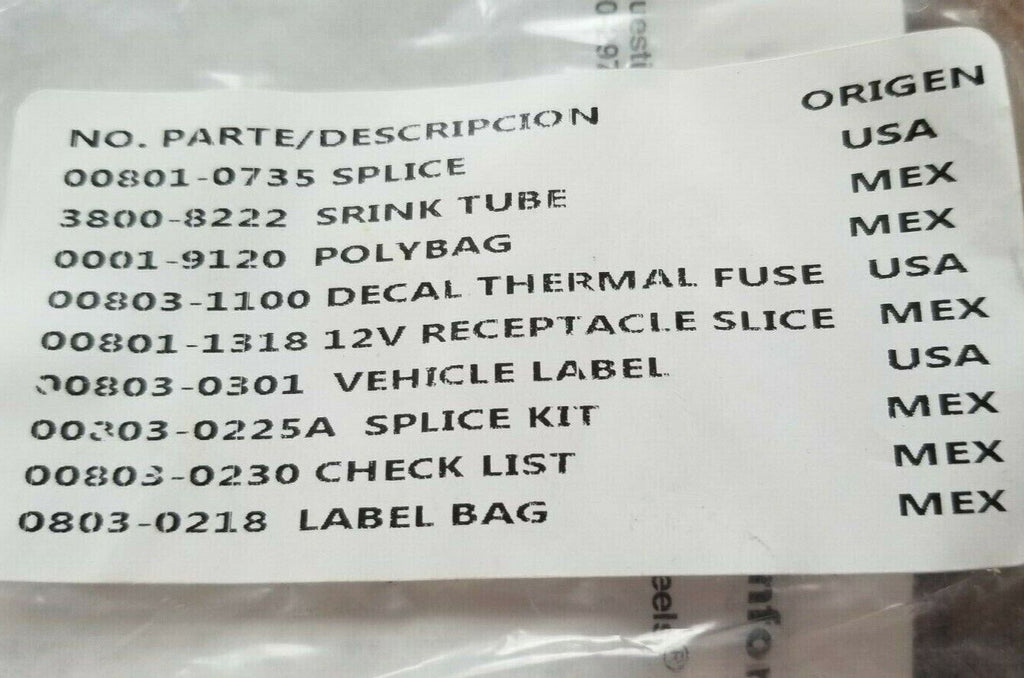 NO. PARTE/DESCRIPCION ORIGEN
00801-0735 SPLICE USA
3800-8222 SRINK TUBE MEX
0001-9120 POLYBAG MEX
00803-1100 DECAL THERMAL FUSE USA
00801-1318 12V RECEPTACLE SLICE MEX
00803-0301 VEHICLE LABEL USA
00803-0225A SPLICE KIT MEX
00803-0230 CHECK LIST MEX
0803-0218 LABEL BAG MEX